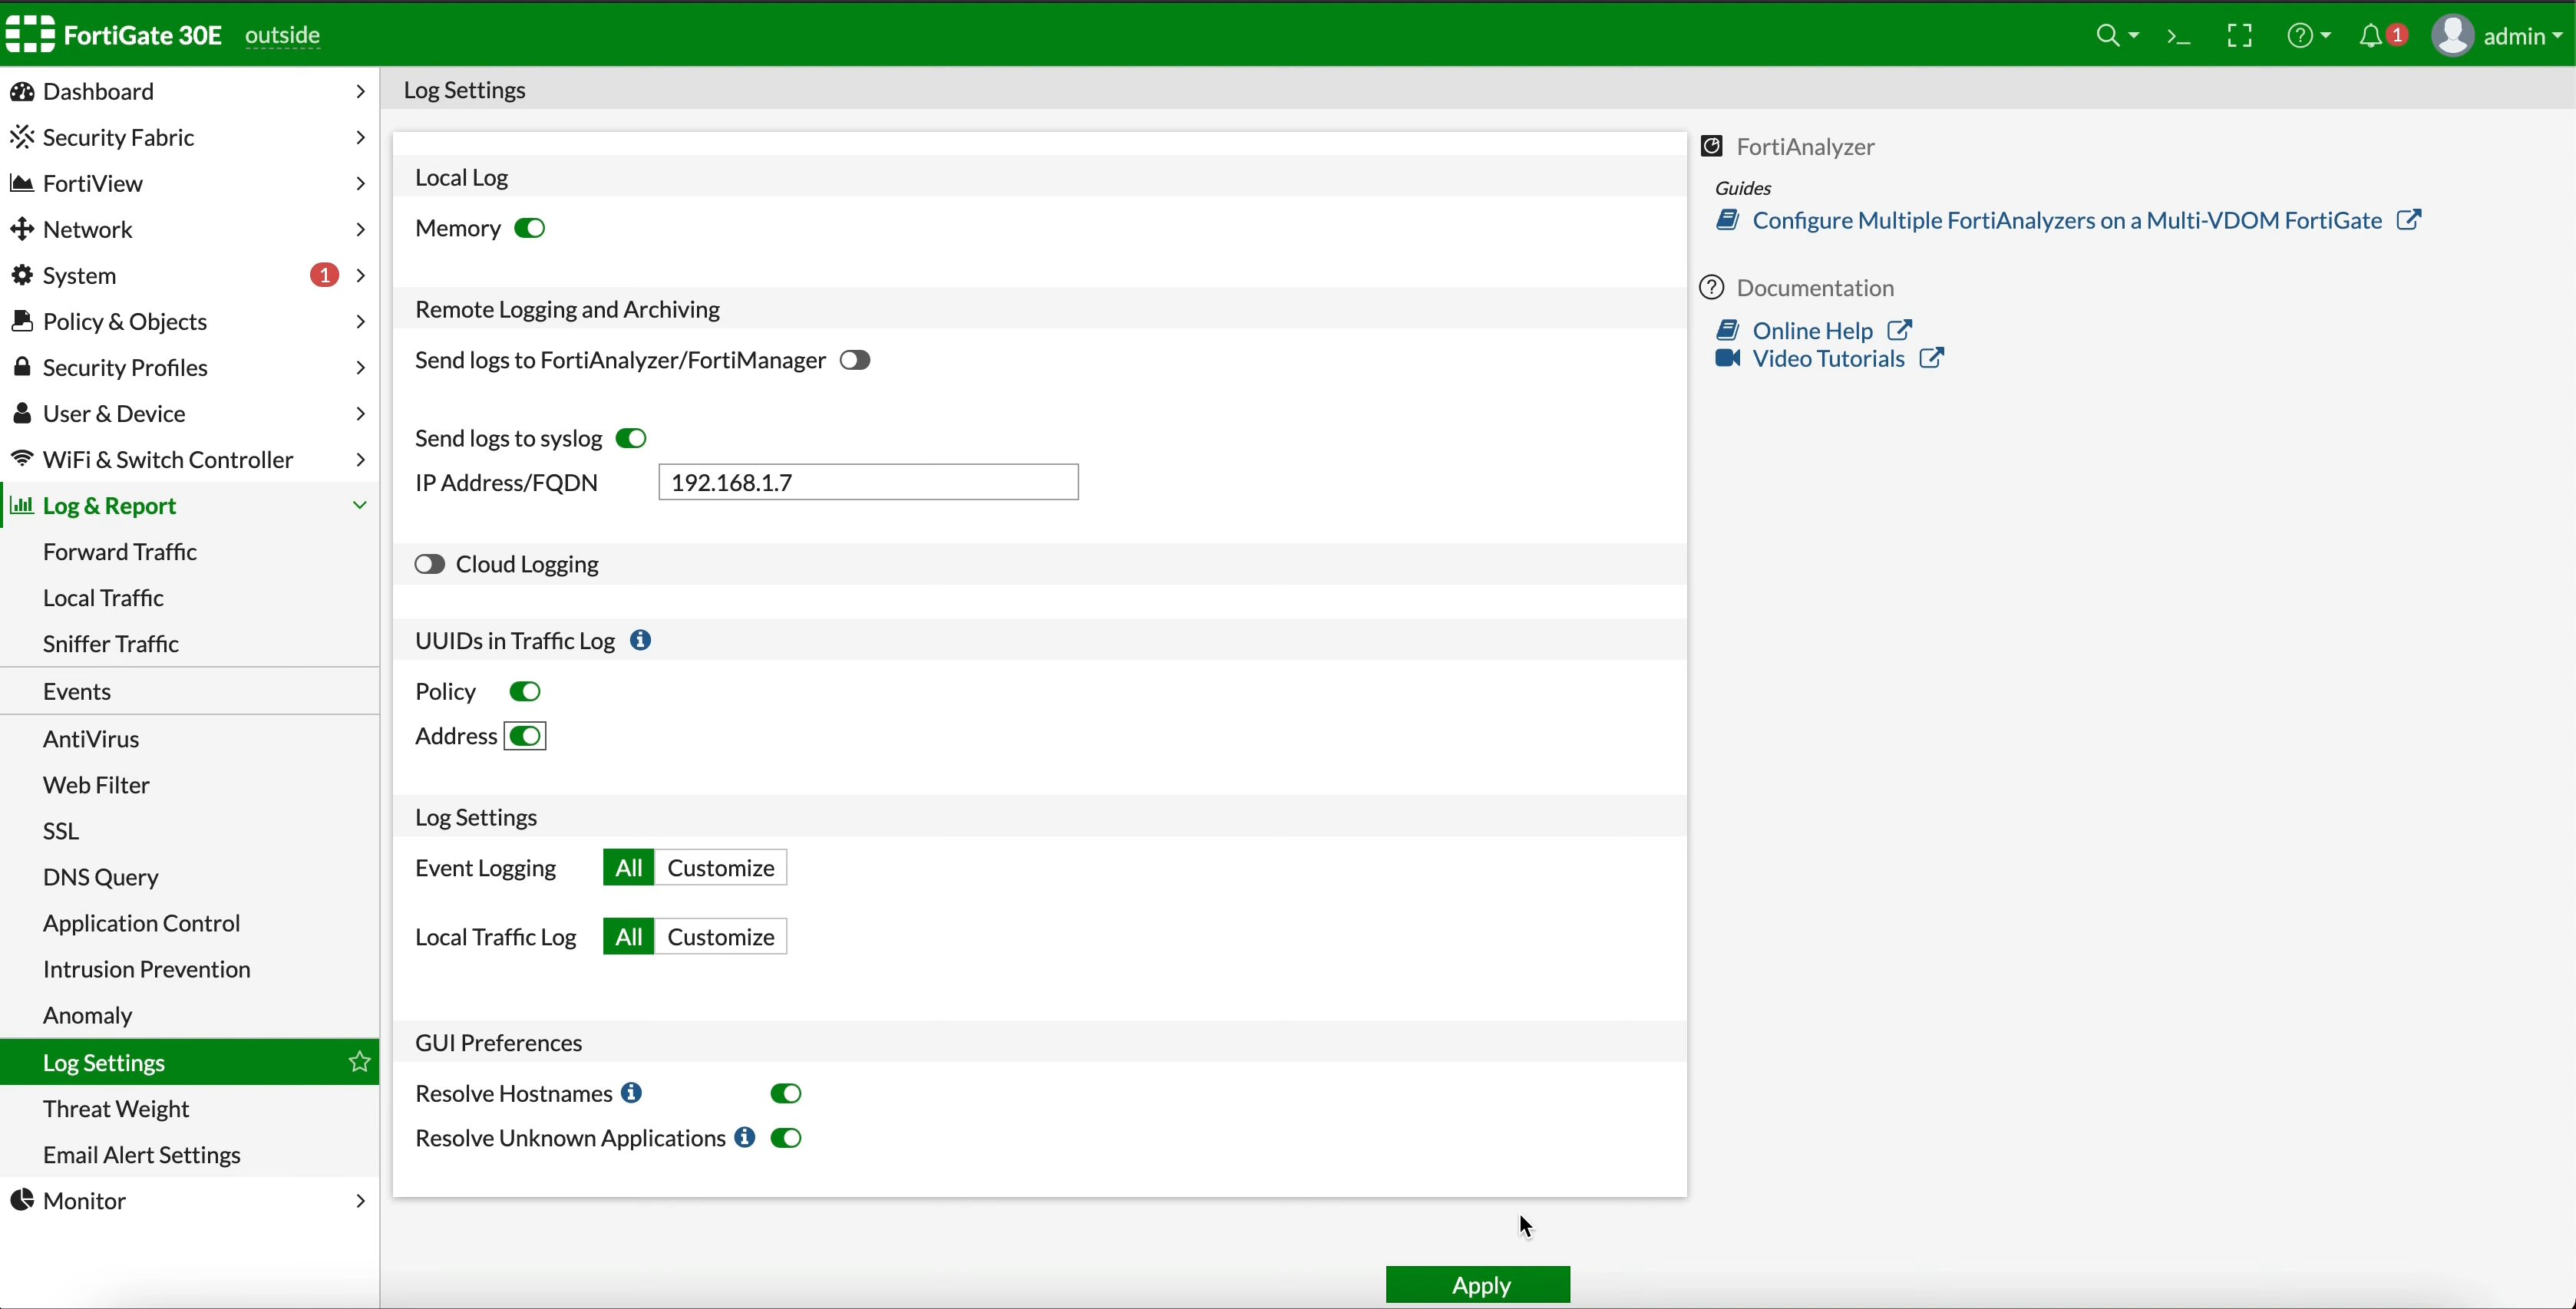 FortiGate 30E outside
1 admin
Dashboard
Security Fabric
FortiView
Network
System 1
Policy & Objects
Security Profiles
User & Device
WiFi & Switch Controller
Log & Report
Forward Traffic
Local Traffic
Sniffer Traffic
Events
AntiVirus
Web Filter
SSL
DNS Query
Application Control
Intrusion Prevention
Anomaly
Log Settings
Threat Weight
Email Alert Settings
Monitor
Log Settings
Local Log
Memory
Remote Logging and Archiving
Send logs to FortiAnalyzer/FortiManager
Send logs to syslog
IP Address/FQDN 192.168.1.7
Cloud Logging
UUIDs in Traffic Log
Policy
Address
Log Settings
Event Logging All Customize
Local Traffic Log All Customize
GUI Preferences
Resolve Hostnames
Resolve Unknown Applications
Apply
FortiAnalyzer
Guides
Configure Multiple FortiAnalyzers on a Multi-VDOM FortiGate
Documentation
Online Help
Video Tutorials